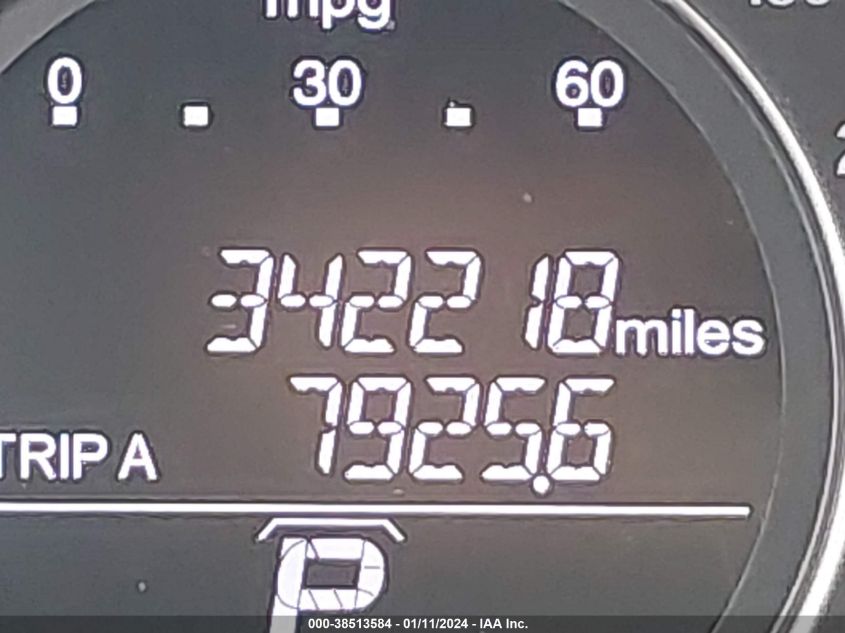 mpg
0 30 60
342218 miles
TRIP A 7925.6
P
000-38513584 - 01/11/2024 - IAA Inc.